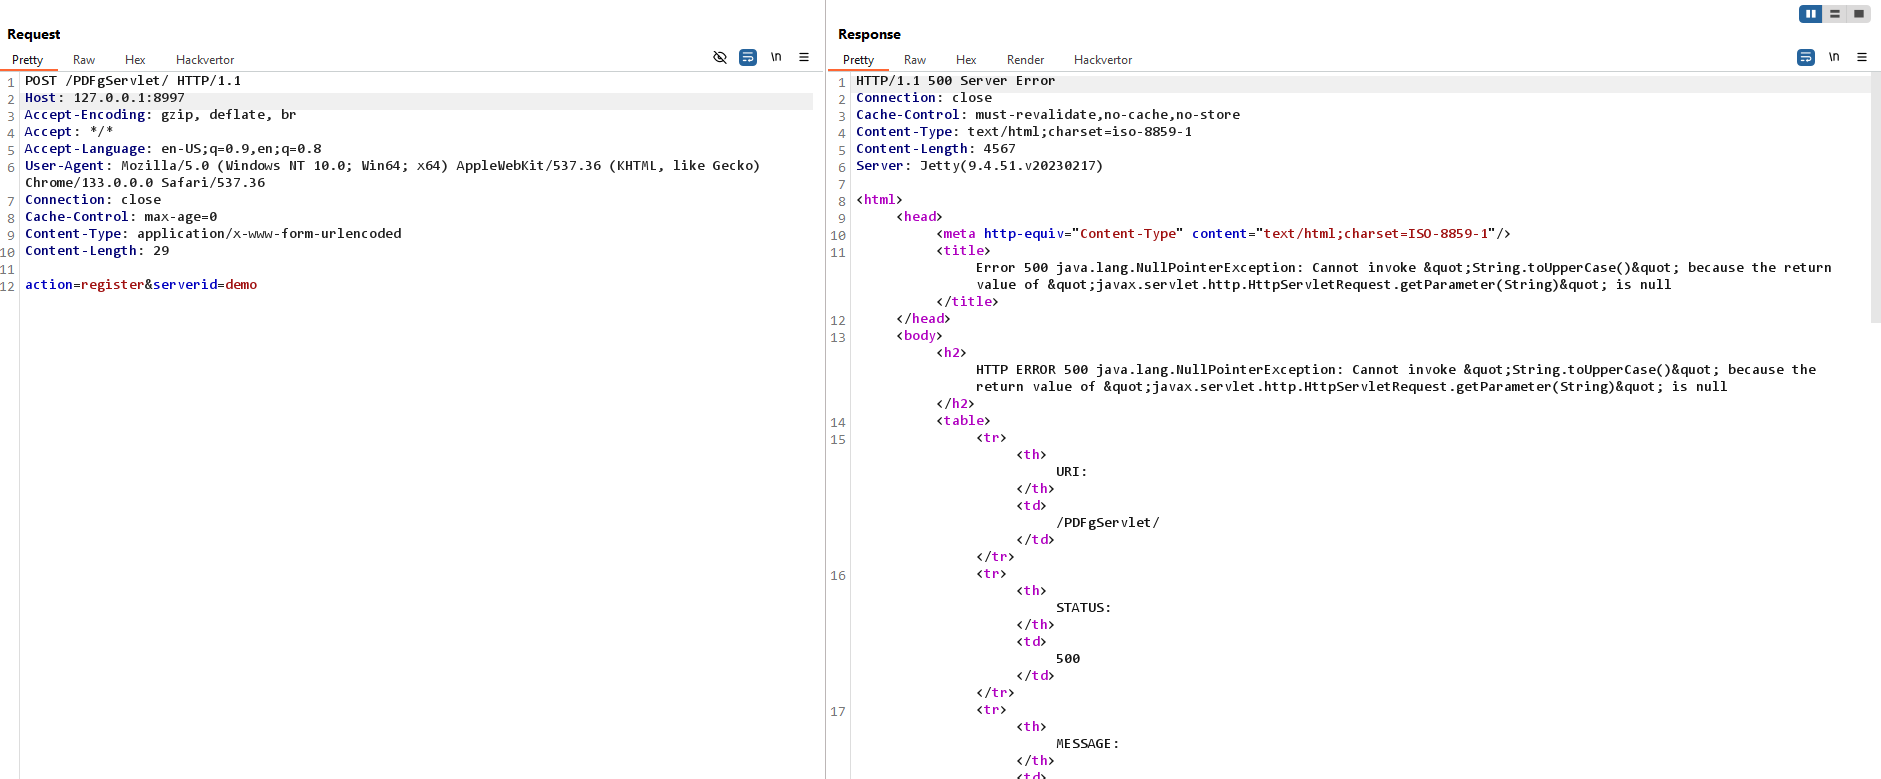 Request
Pretty Raw Hex Hackvertor \n
1 POST /PDFgServlet/ HTTP/1.1
2 Host: 127.0.0.1:8997
3 Accept-Encoding: gzip, deflate, br
4 Accept: */*
5 Accept-Language: en-US;q=0.9,en;q=0.8
6 User-Agent: Mozilla/5.0 (Windows NT 10.0; Win64; x64) AppleWebKit/537.36 (KHTML, like Gecko)
Chrome/133.0.0.0 Safari/537.36
7 Connection: close
8 Cache-Control: max-age=0
9 Content-Type: application/x-www-form-urlencoded
10 Content-Length: 29
11
12 action=register&serverid=demo
Response
Pretty Raw Hex Render Hackvertor \n
1 HTTP/1.1 500 Server Error
2 Connection: close
3 Cache-Control: must-revalidate,no-cache,no-store
4 Content-Type: text/html;charset=iso-8859-1
5 Content-Length: 4567
6 Server: Jetty(9.4.51.v20230217)
7
8 <html>
9 <head>
10 <meta http-equiv="Content-Type" content="text/html;charset=ISO-8859-1"/>
11 <title>
Error 500 java.lang.NullPointerException: Cannot invoke &quot;String.toUpperCase()&quot; because the return
value of &quot;javax.servlet.http.HttpServletRequest.getParameter(String)&quot; is null
</title>
12 </head>
13 <body>
<h2>
HTTP ERROR 500 java.lang.NullPointerException: Cannot invoke &quot;String.toUpperCase()&quot; because the
return value of &quot;javax.servlet.http.HttpServletRequest.getParameter(String)&quot; is null
</h2>
14 <table>
15 <tr>
<th>
URI:
</th>
<td>
/PDFgServlet/
</td>
</tr>
16 <tr>
<th>
STATUS:
</th>
<td>
500
</td>
</tr>
17 <tr>
<th>
MESSAGE:
</th>
<td>